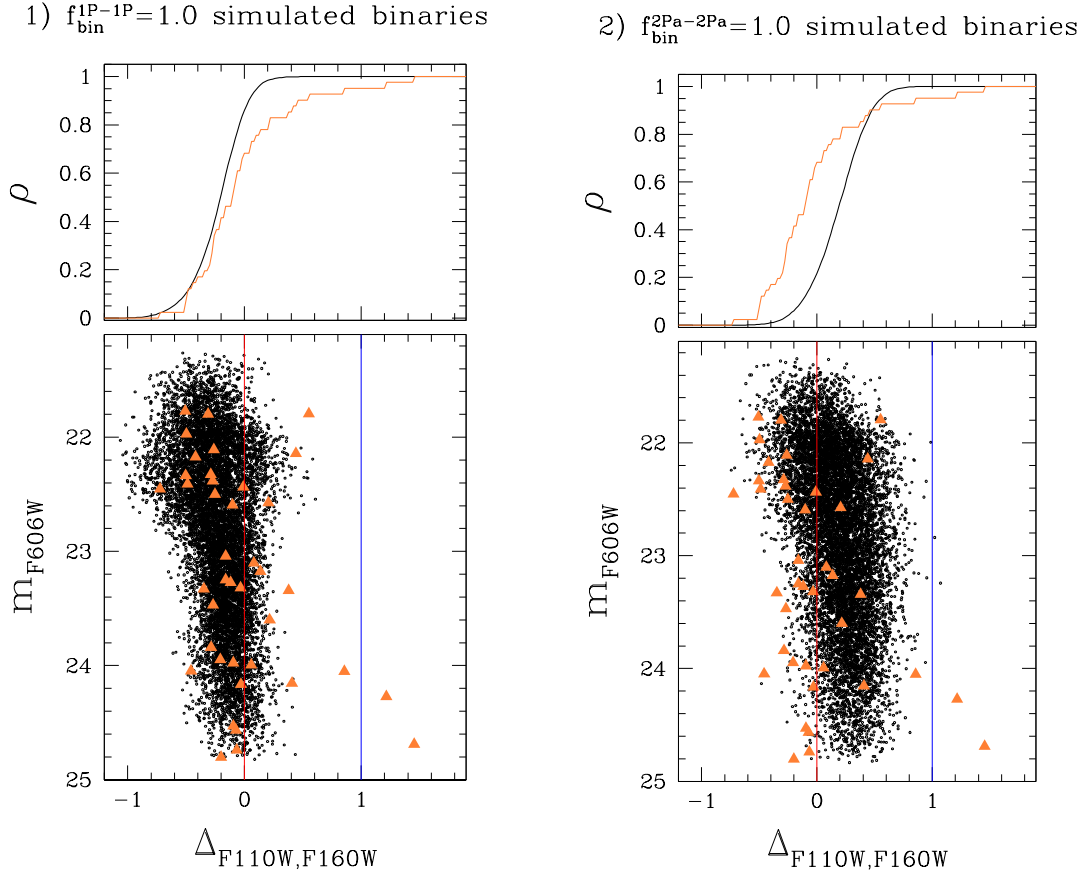 1) f_bin^1P-1P=1.0 simulated binaries
2) f_bin^2Pa-2Pa=1.0 simulated binaries
1
0.8
0.6
0.4
0.2
0
ρ
1
0.8
0.6
0.4
0.2
0
ρ
22
23
24
25
m_F606W
-1 0 1
Δ_F110W,F160W
22
23
24
25
m_F606W
-1 0 1
Δ_F110W,F160W